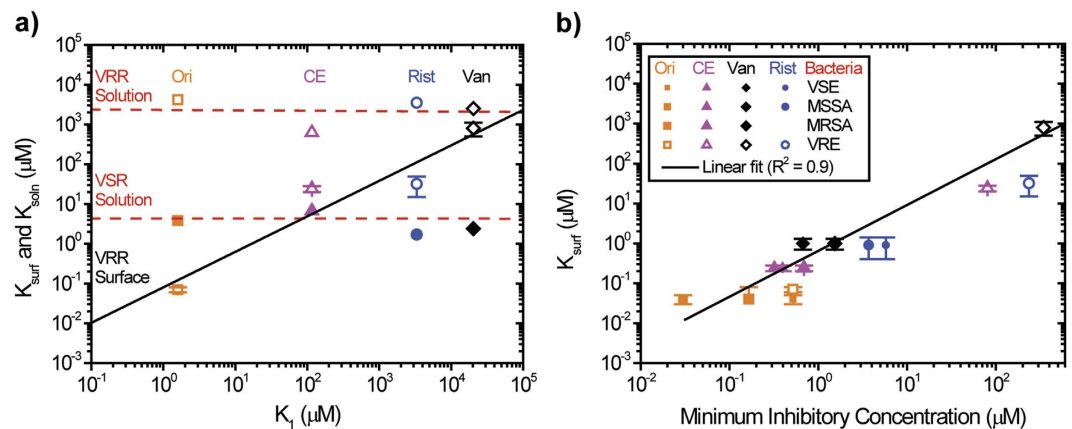 a)
K_surf and K_soln (μM)
10^5
10^4
10^3
10^2
10^1
10^0
10^-1
10^-2
10^-3
VRR
Solution
VSR
Solution
VRR
Surface
Ori
CE
Rist
Van
10^-1 10^0 10^1 10^2 10^3 10^4 10^5
K_1 (μM)
b)
K_surf (μM)
10^5
10^4
10^3
10^2
10^1
10^0
10^-1
10^-2
10^-3
Ori CE Van Rist Bacteria
VSE
MSSA
MRSA
VRE
Linear fit (R^2 = 0.9)
10^-2 10^-1 10^0 10^1 10^2
Minimum Inhibitory Concentration (μM)